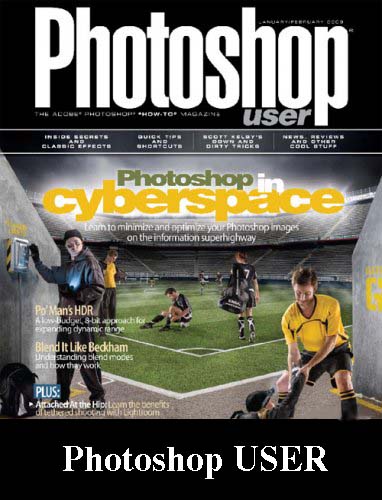 JANUARY/FEBRUARY 2009
Photoshop
user
THE ADOBE® PHOTOSHOP® "HOW-TO" MAGAZINE
INSIDE SECRETS
AND
CLASSIC EFFECTS
QUICK TIPS
AND
SHORTCUTS
SCOTT KELBY'S
DOWN AND
DIRTY TRICKS
NEWS, REVIEWS
AND OTHER
COOL STUFF
Photoshop in
cyberspace
Learn to minimize and optimize your Photoshop images
on the information superhighway
Po' Man's HDR
A low-budget, 8-bit approach for
expanding dynamic range
Blend It Like Beckham
Understanding blend modes
and how they work
PLUS:
Attached At the Hip: Learn the benefits
of tethered shooting with Lightroom
Photoshop USER